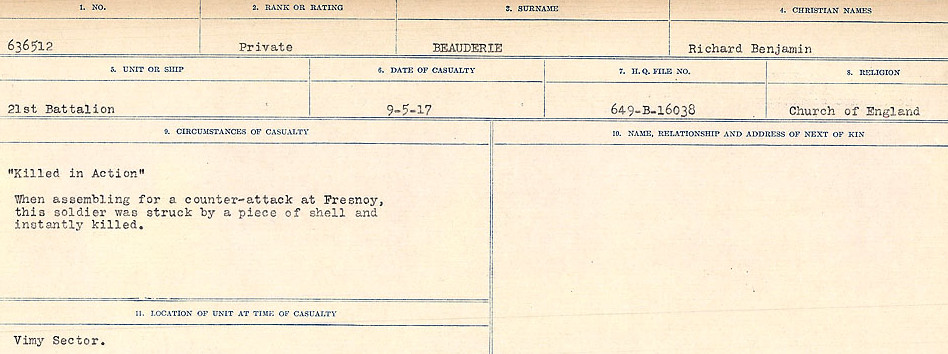 1. NO. 2. RANK OR RATING 3. SURNAME 4. CHRISTIAN NAMES
636512 Private BEAUDERIE Richard Benjamin
5. UNIT OR SHIP 6. DATE OF CASUALTY 7. H.Q. FILE NO. 8. RELIGION
21st Battalion 9-5-17 649-B-16038 Church of England
9. CIRCUMSTANCES OF CASUALTY
"Killed in Action"
When assembling for a counter-attack at Fresnoy,
this soldier was struck by a piece of shell and
instantly killed.
10. NAME, RELATIONSHIP AND ADDRESS OF NEXT OF KIN
11. LOCATION OF UNIT AT TIME OF CASUALTY
Vimy Sector.